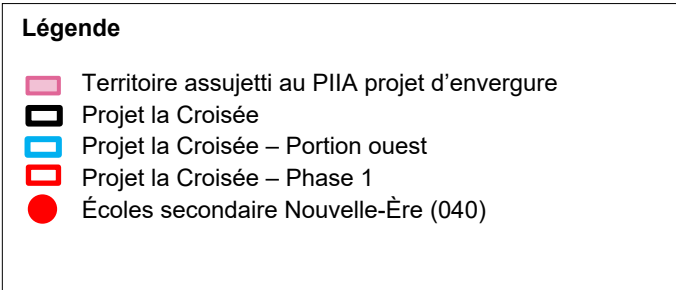 Légende
Territoire assujetti au PIIA projet d’envergure
Projet la Croisée
Projet la Croisée – Portion ouest
Projet la Croisée – Phase 1
Écoles secondaire Nouvelle-Ère (040)